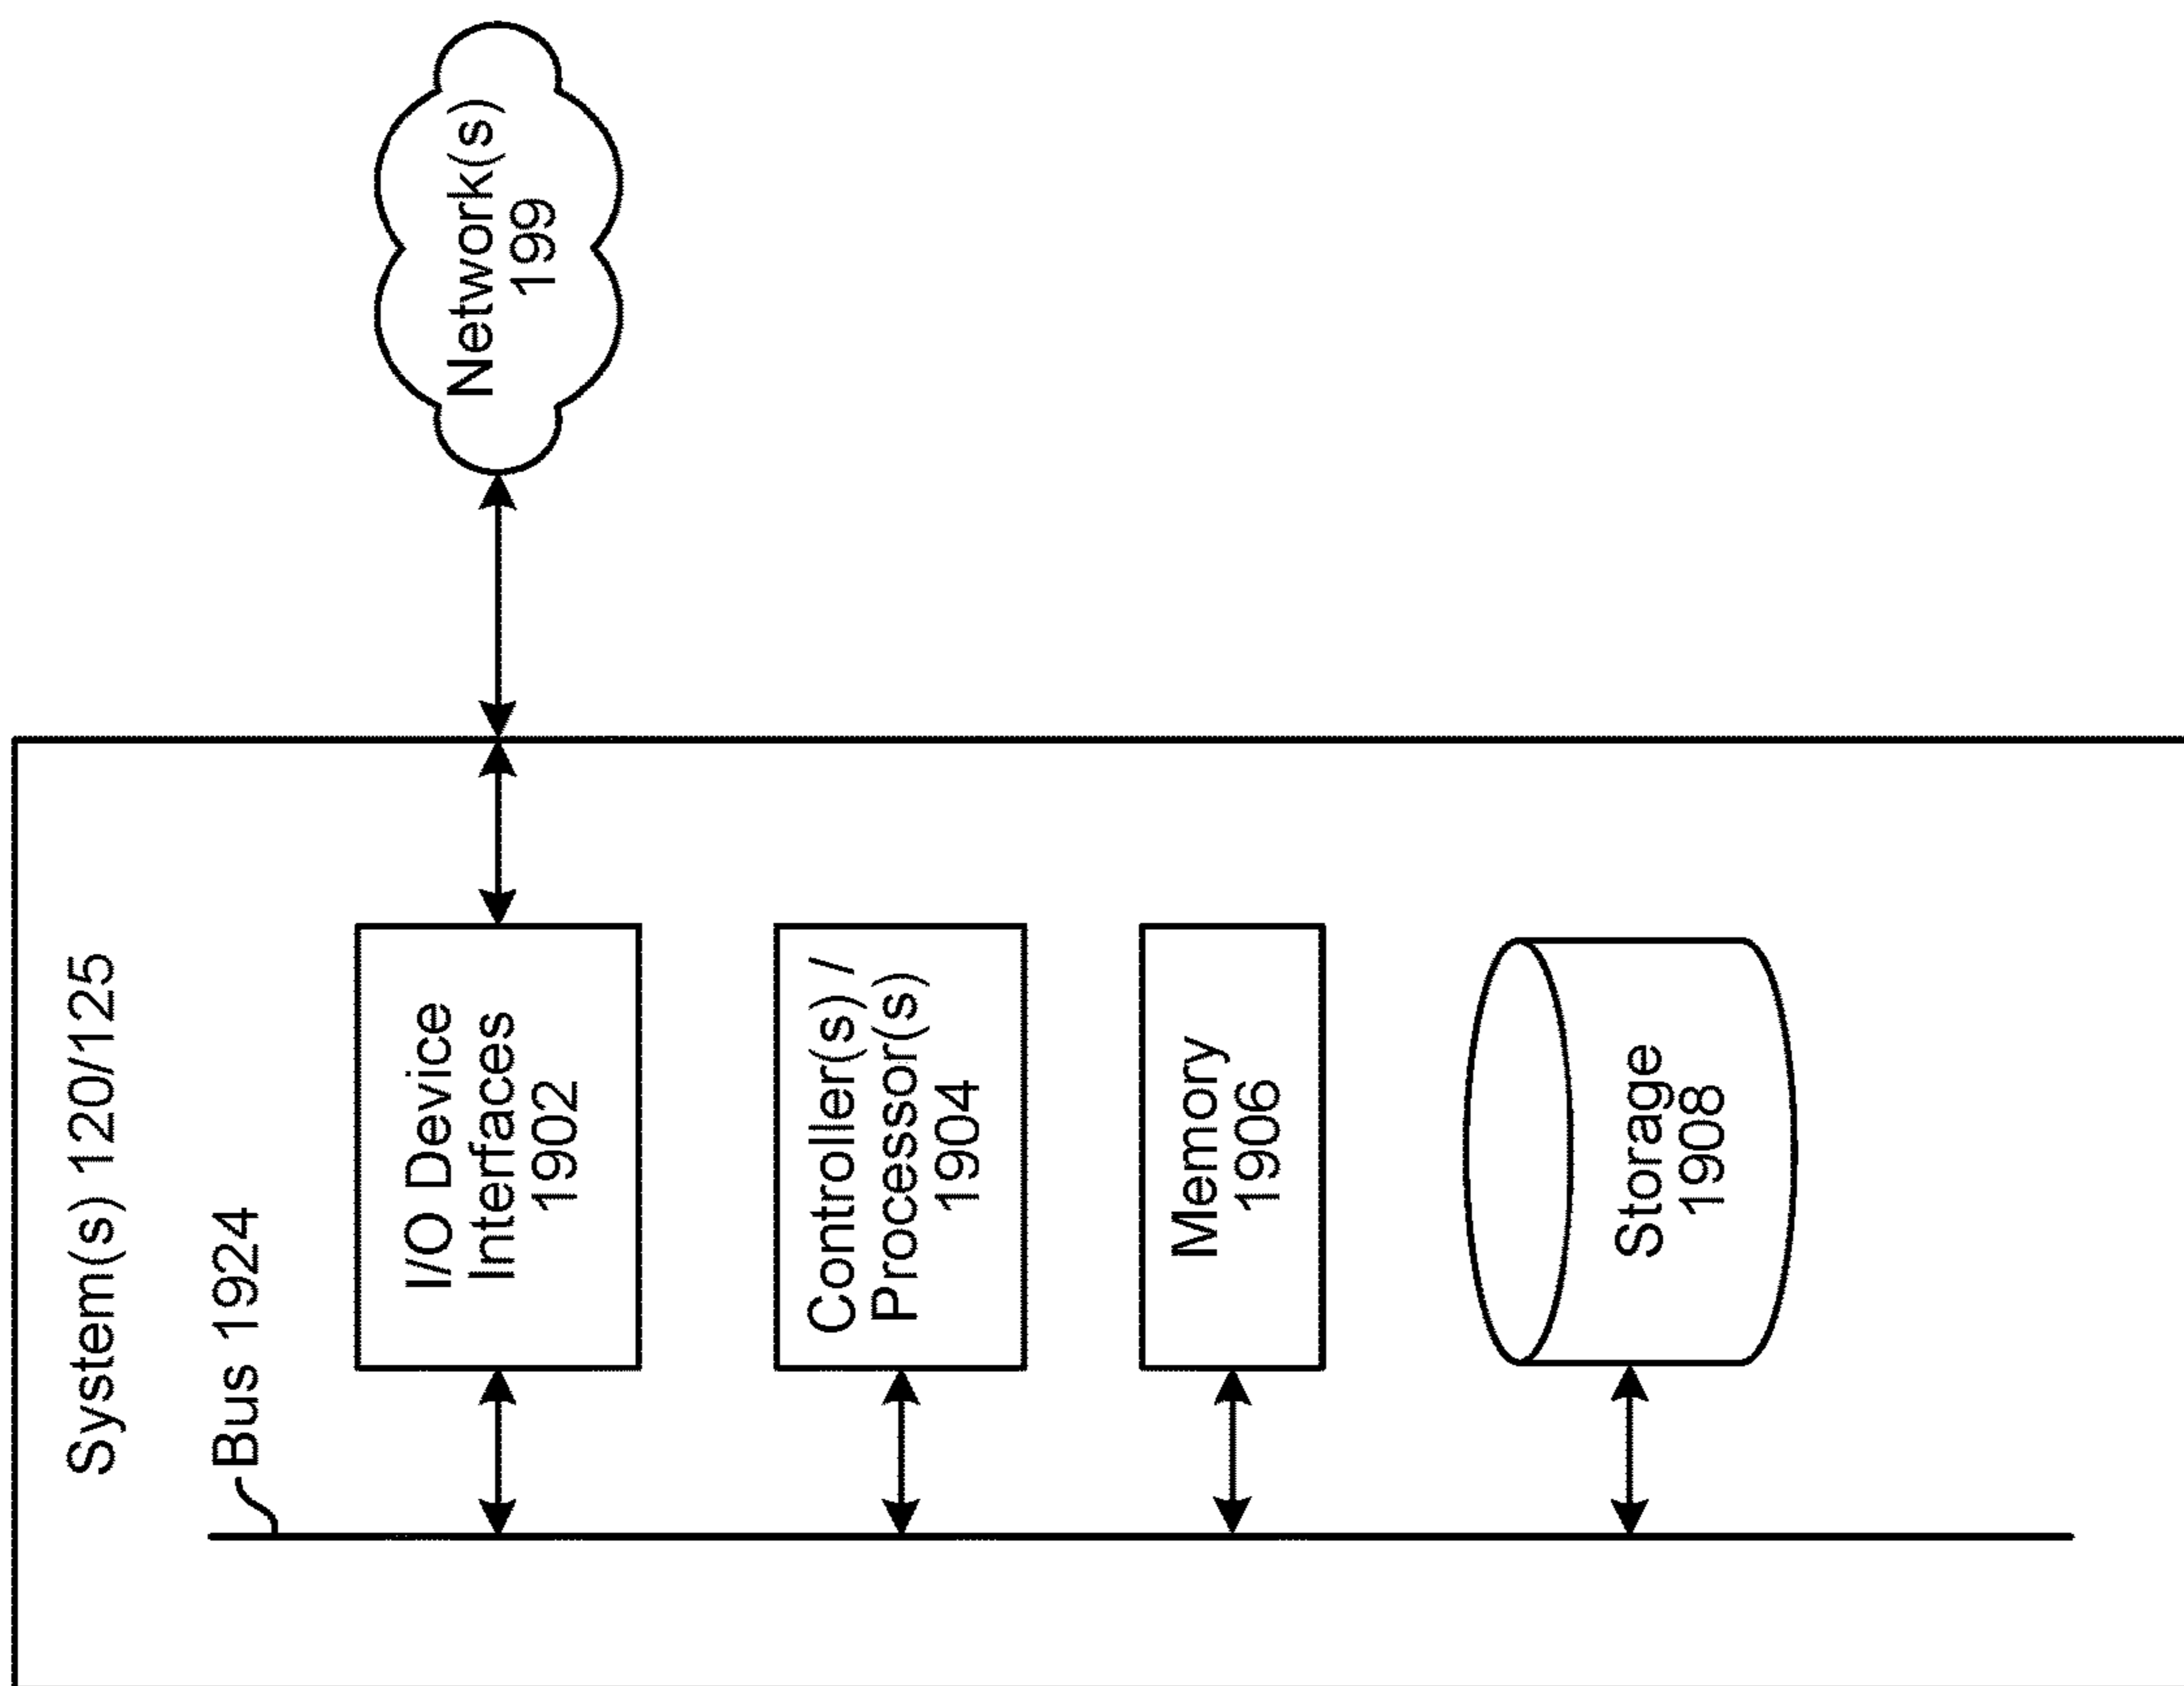 System(s) 120/125
Bus 1924
I/O Device
Interfaces
1902
Network(s)
199
Controller(s) /
Processor(s)
1904
Memory
1906
Storage
1908